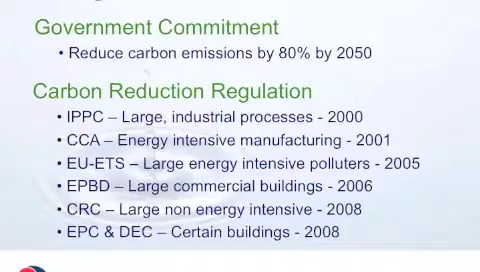 Government Commitment
• Reduce carbon emissions by 80% by 2050
Carbon Reduction Regulation
• IPPC – Large, industrial processes - 2000
• CCA – Energy intensive manufacturing - 2001
• EU-ETS – Large energy intensive polluters - 2005
• EPBD – Large commercial buildings - 2006
• CRC – Large non energy intensive - 2008
• EPC & DEC – Certain buildings - 2008